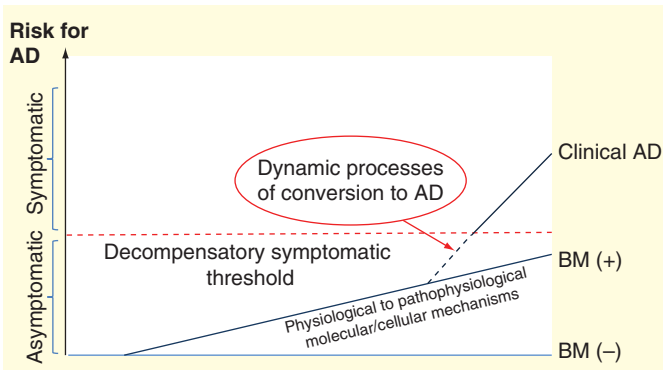 Risk for
AD
Symptomatic
Asymptomatic
Dynamic processes
of conversion to AD
Clinical AD
Decompensatory symptomatic
threshold
BM (+)
Physiological to pathophysiological
molecular/cellular mechanisms
BM (–)